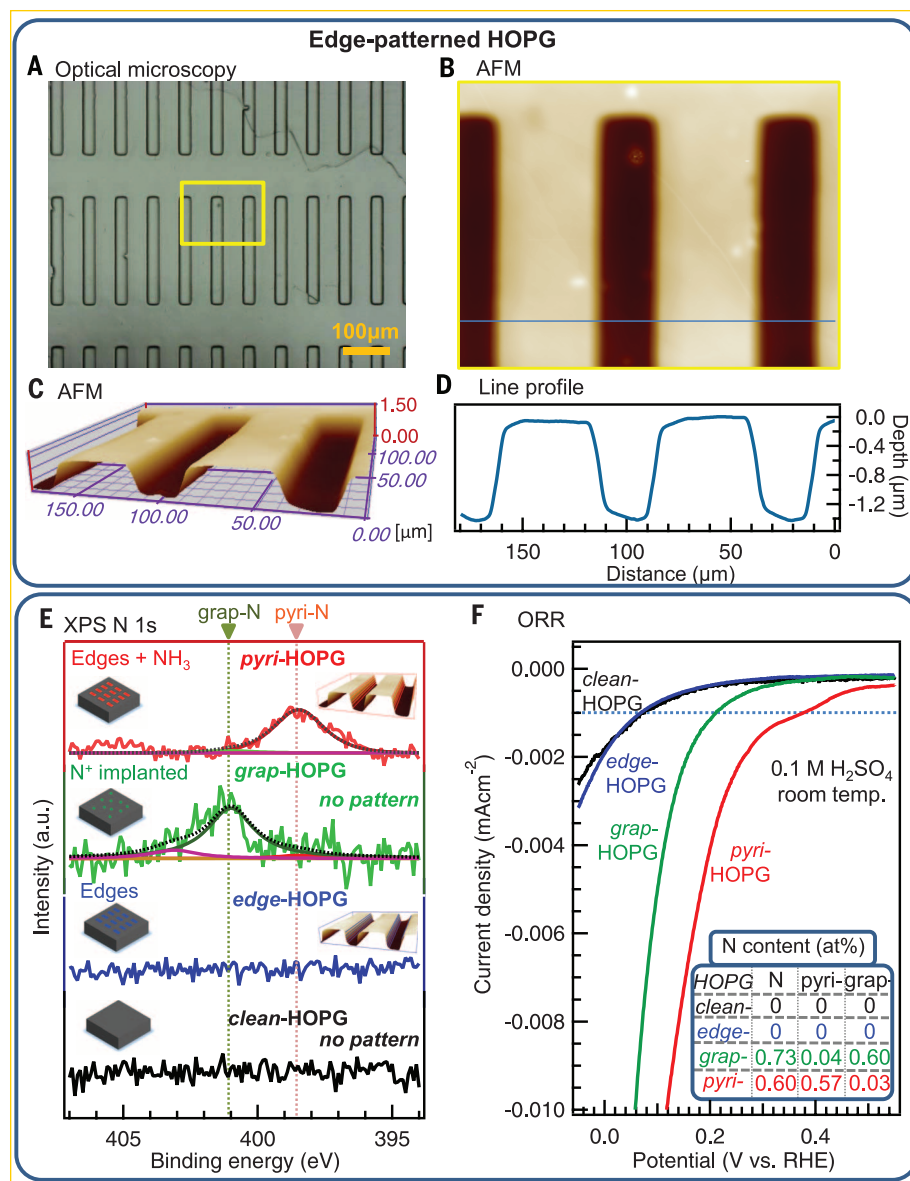 Edge-patterned HOPG
A Optical microscopy
100μm
B AFM
C AFM
1.50
0.00
100.00
50.00
150.00
100.00
50.00
0.00 [μm]
D Line profile
0.0
-0.4
-0.8
-1.2
Depth (μm)
150
100
50
0
Distance (μm)
E XPS N 1s
grap-N
pyri-N
Edges + NH₃
pyri-HOPG
N⁺ implanted
grap-HOPG
no pattern
Edges
edge-HOPG
clean-HOPG
no pattern
Intensity (a.u.)
405
400
395
Binding energy (eV)
F ORR
0.000
-0.002
-0.004
-0.006
-0.008
-0.010
Current density (mAcm⁻²)
clean-
HOPG
edge-
HOPG
grap-
HOPG
pyri-
HOPG
0.1 M H₂SO₄
room temp.
N content (at%)
HOPG N pyri- grap-
clean- 0 0 0
edge- 0 0 0
grap- 0.73 0.04 0.60
pyri- 0.60 0.57 0.03
0.0
0.2
0.4
Potential (V vs. RHE)